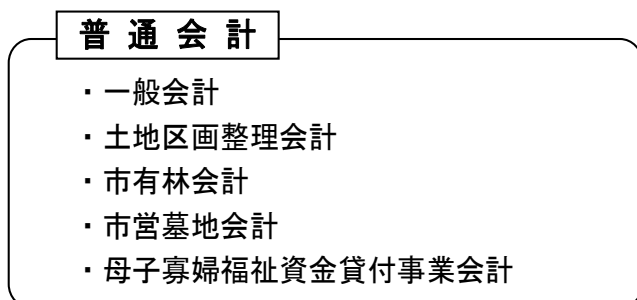 普通会計
・一般会計
・土地区画整理会計
・市有林会計
・市営墓地会計
・母子寡婦福祉資金貸付事業会計